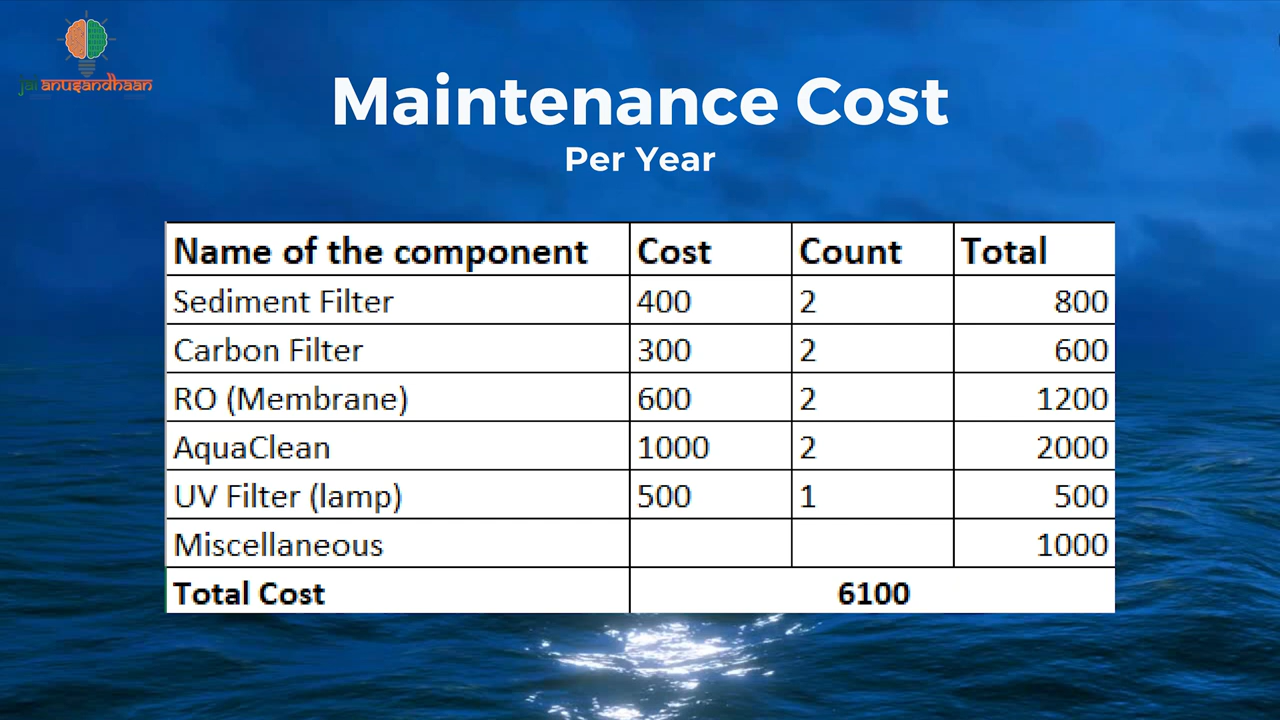 jai anusandhaan
Maintenance Cost
Per Year
Name of the component Cost Count Total
Sediment Filter 400 2 800
Carbon Filter 300 2 600
RO (Membrane) 600 2 1200
AquaClean 1000 2 2000
UV Filter (lamp) 500 1 500
Miscellaneous 1000
Total Cost 6100